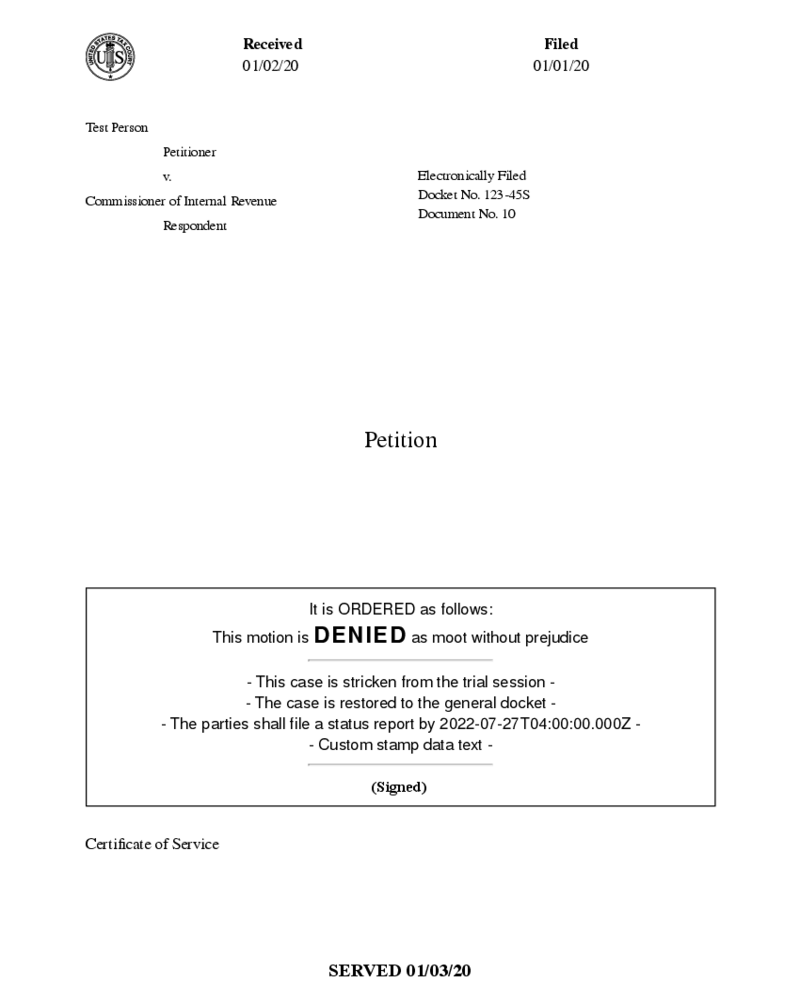 UNITED STATES TAX COURT
US
Received
01/02/20
Filed
01/01/20
Test Person
Petitioner
v.
Commissioner of Internal Revenue
Respondent
Electronically Filed
Docket No. 123-45S
Document No. 10
Petition
It is ORDERED as follows:
This motion is DENIED as moot without prejudice
- This case is stricken from the trial session -
- The case is restored to the general docket -
- The parties shall file a status report by 2022-07-27T04:00:00.000Z -
- Custom stamp data text -
(Signed)
Certificate of Service
SERVED 01/03/20